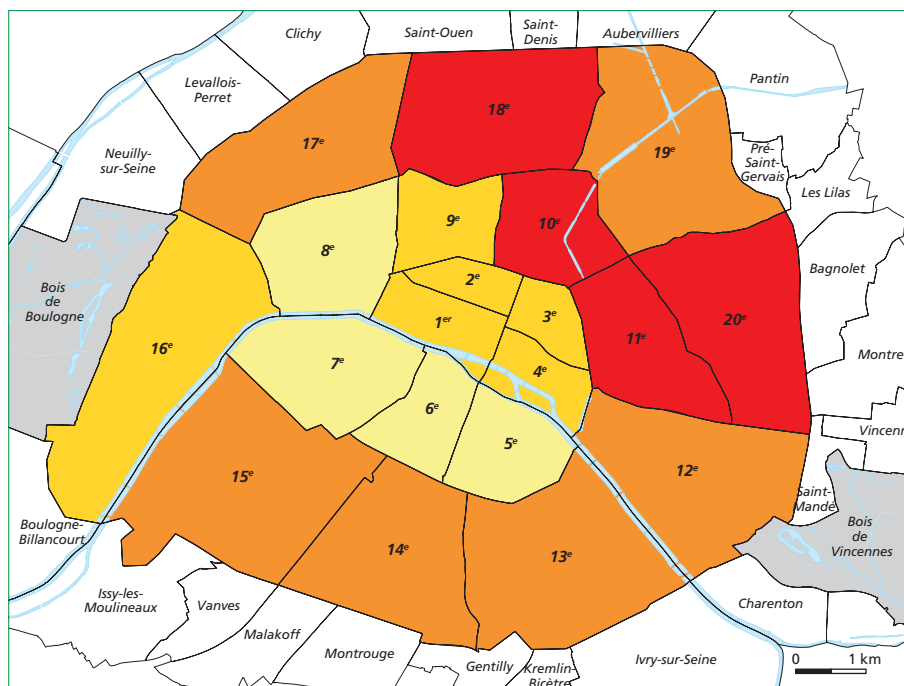 Clichy
Saint-Ouen
Saint-
Denis
Aubervilliers
Levallois-
Perret
Pantin
Neuilly-
sur-Seine
Pré-
Saint-
Gervais
Les Lilas
18e
17e
19e
9e
10e
8e
Bagnolet
Bois
de
Boulogne
2e
3e
1er
20e
11e
16e
Montre
7e
4e
6e
5e
Vincenn
12e
15e
Saint-
Mandé
Bois
de
Vincennes
Boulogne-
Billancourt
14e
13e
Issy-les-
Moulineaux
Vanves
Charenton
Malakoff
Montrouge
Gentilly
Kremlin-
Bicètre
Ivry-sur-Seine
0 1 km